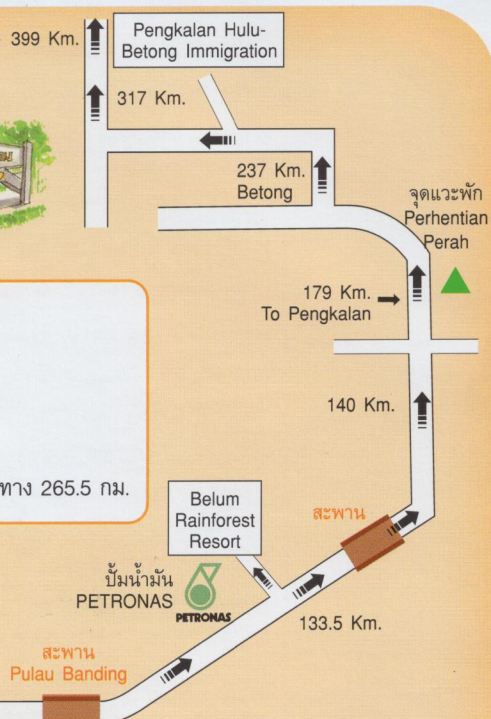 399 Km.
Pengkalan Hulu-
Betong Immigration
317 Km.
237 Km.
Betong
จุดแวะพัก
Perhentian
Perah
179 Km.
To Pengkalan
140 Km.
ทาง 265.5 กม.
Belum
Rainforest
Resort
สะพาน
ปั้มน้ำมัน
PETRONAS
PETRONAS
133.5 Km.
สะพาน
Pulau Banding